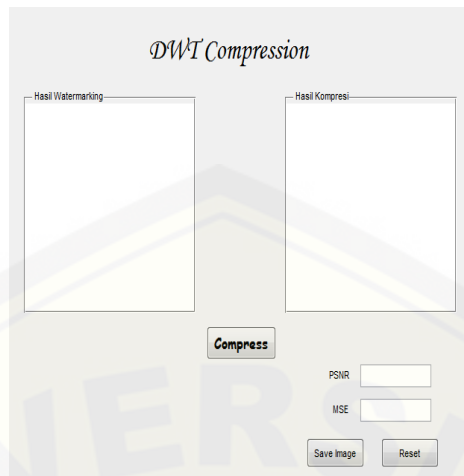 DWT Compression
Hasil Watermarking
Hasil Kompresi
Compress
PSNR
MSE
Save Image
Reset